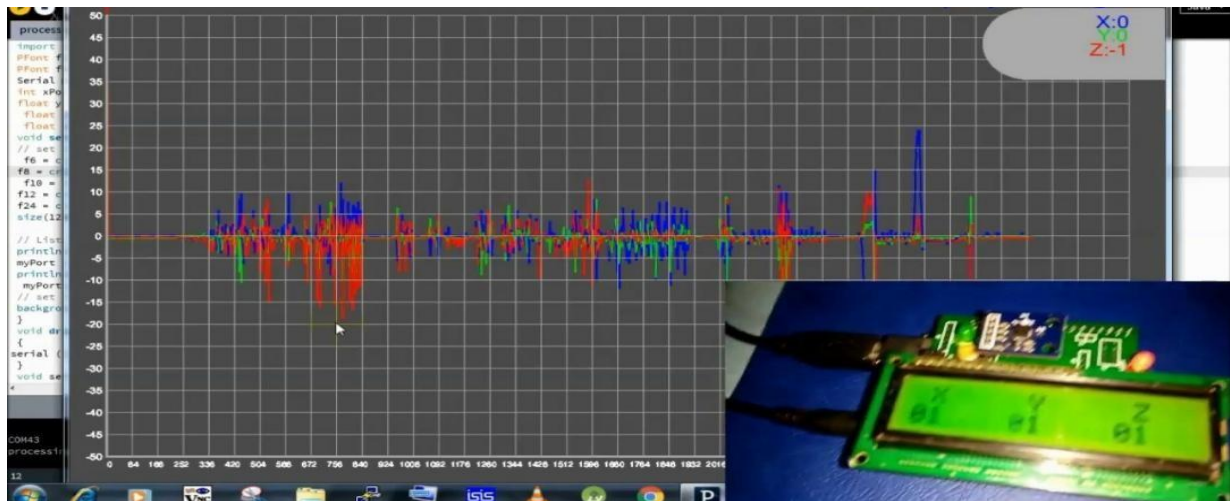 process
import
PFont f
PFont f
Serial
int xPo
float y
float
float
void se
// set
f6 = c
f8 = cr
f10 =
f12 = c
f24 = c
size(12
// List
println
myPort
println
myPort
// set
backgro
}
void dr
{
serial (
}
void se
COM43
processin
12
50
45
40
35
30
25
20
15
10
5
0
-5
-10
-15
-20
-25
-30
-35
-40
-45
-50
0 84 168 252 336 420 504 588 672 756 840 924 1008 1092 1176 1260 1344 1428 1512 1596 1680 1764 1848 1932 2016
X:0
Y:0
Z:-1
isis
P
X
Y
Z